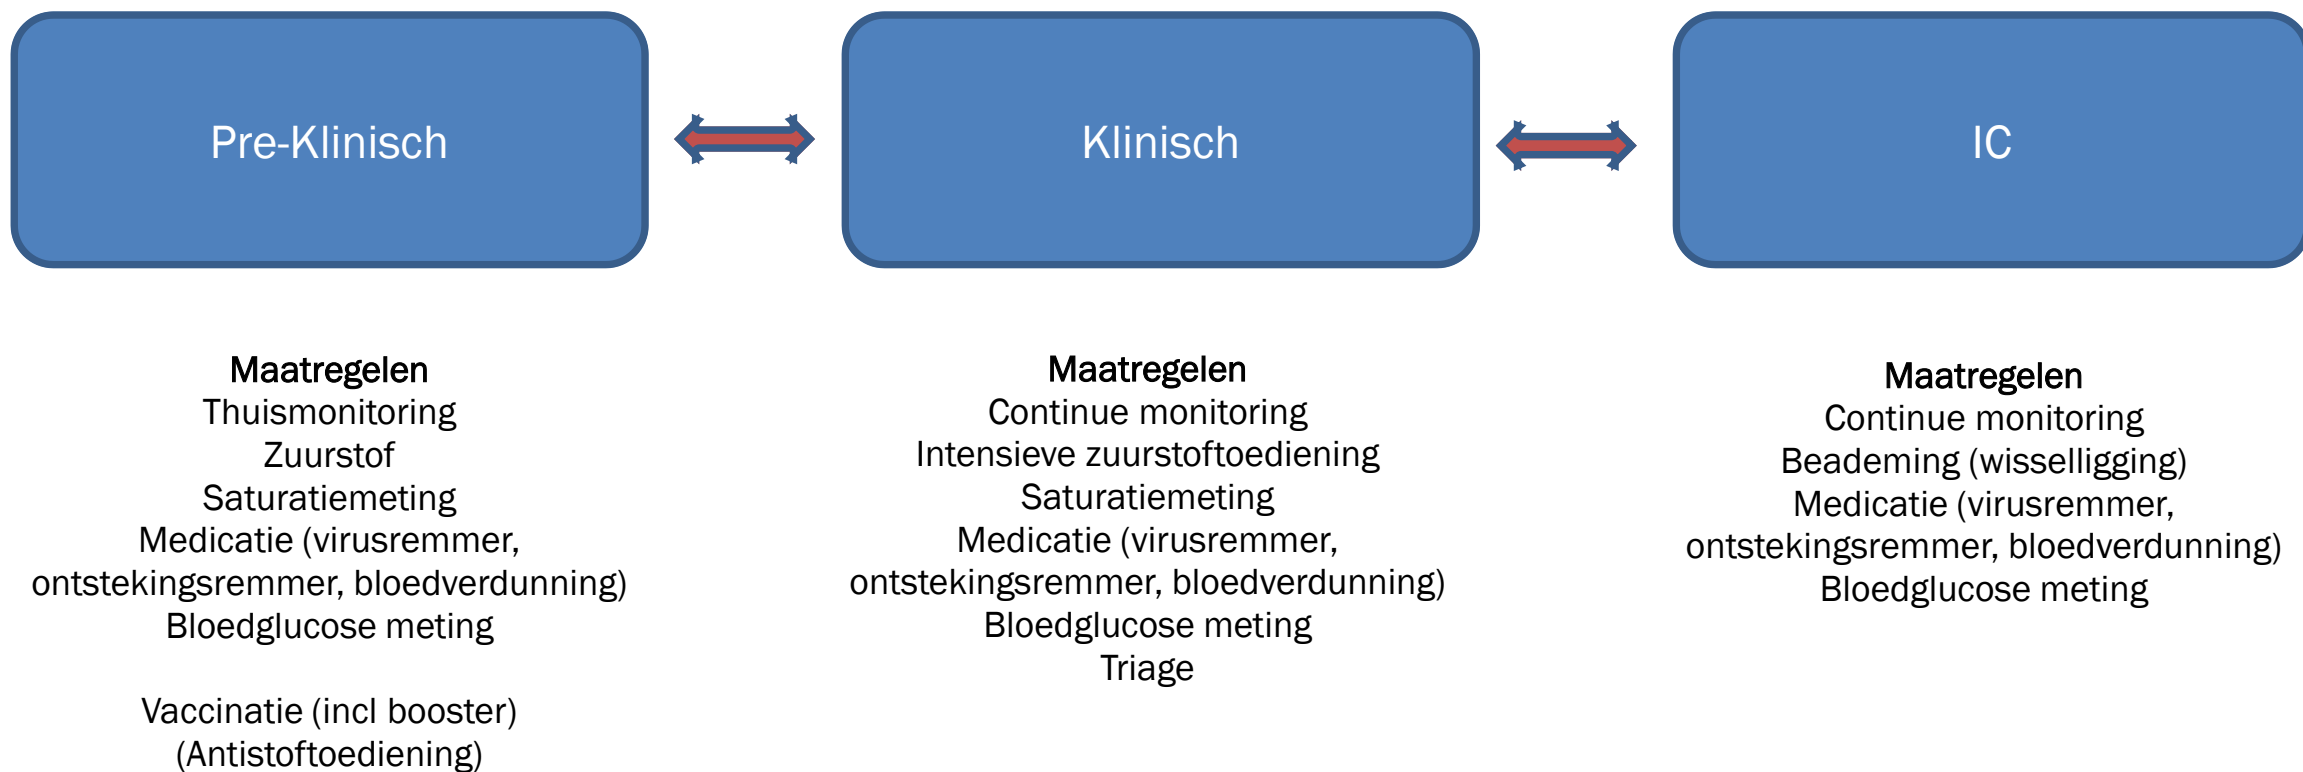 Pre-Klinisch
Klinisch
IC
Maatregelen
Thuismonitoring
Zuurstof
Saturatiemeting
Medicatie (virusremmer,
ontstekingsremmer, bloedverdunning)
Bloedglucose meting
Vaccinatie (incl booster)
(Antistoftoediening)
Maatregelen
Continue monitoring
Intensieve zuurstoftoediening
Saturatiemeting
Medicatie (virusremmer,
ontstekingsremmer, bloedverdunning)
Bloedglucose meting
Triage
Maatregelen
Continue monitoring
Beademing (wisselligging)
Medicatie (virusremmer,
ontstekingsremmer, bloedverdunning)
Bloedglucose meting